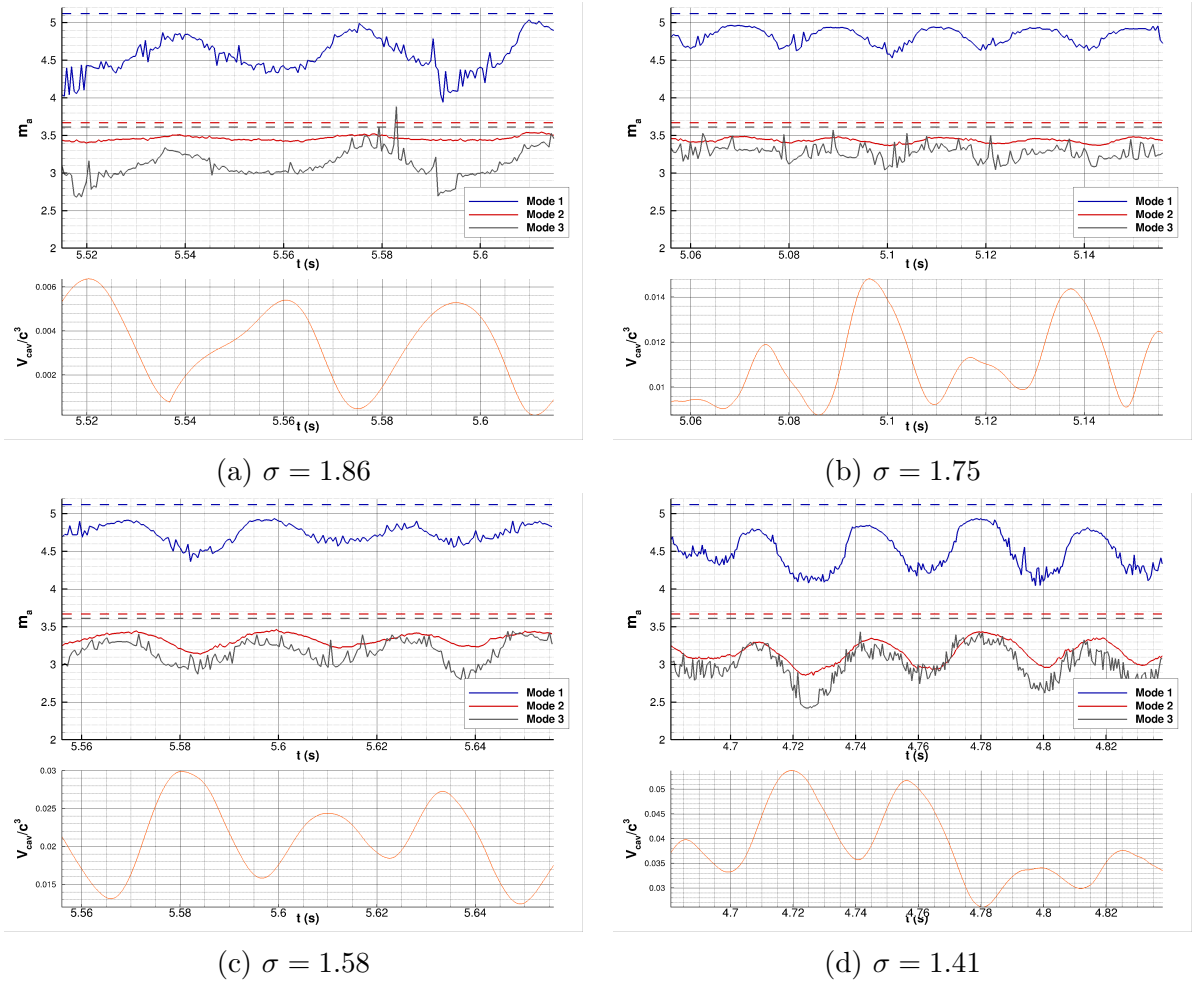 5
4.5
4
3.5
3
2.5
2
m_a
5.52 5.54 5.56 5.58 5.6
t (s)
Mode 1
Mode 2
Mode 3
0.006
0.004
0.002
V_cav/c^3
5.52 5.54 5.56 5.58 5.6
t (s)
(a) σ = 1.86
5
4.5
4
3.5
3
2.5
2
m_a
5.06 5.08 5.1 5.12 5.14
t (s)
Mode 1
Mode 2
Mode 3
0.014
0.012
0.01
V_cav/c^3
5.06 5.08 5.1 5.12 5.14
t (s)
(b) σ = 1.75
5
4.5
4
3.5
3
2.5
2
m_a
5.56 5.58 5.6 5.62 5.64
t (s)
Mode 1
Mode 2
Mode 3
0.03
0.025
0.02
0.015
V_cav/c^3
5.56 5.58 5.6 5.62 5.64
t (s)
(c) σ = 1.58
5
4.5
4
3.5
3
2.5
2
m_a
4.7 4.72 4.74 4.76 4.78 4.8 4.82
t (s)
Mode 1
Mode 2
Mode 3
0.05
0.045
0.04
0.035
0.03
V_cav/c^3
4.7 4.72 4.74 4.76 4.78 4.8 4.82
t (s)
(d) σ = 1.41